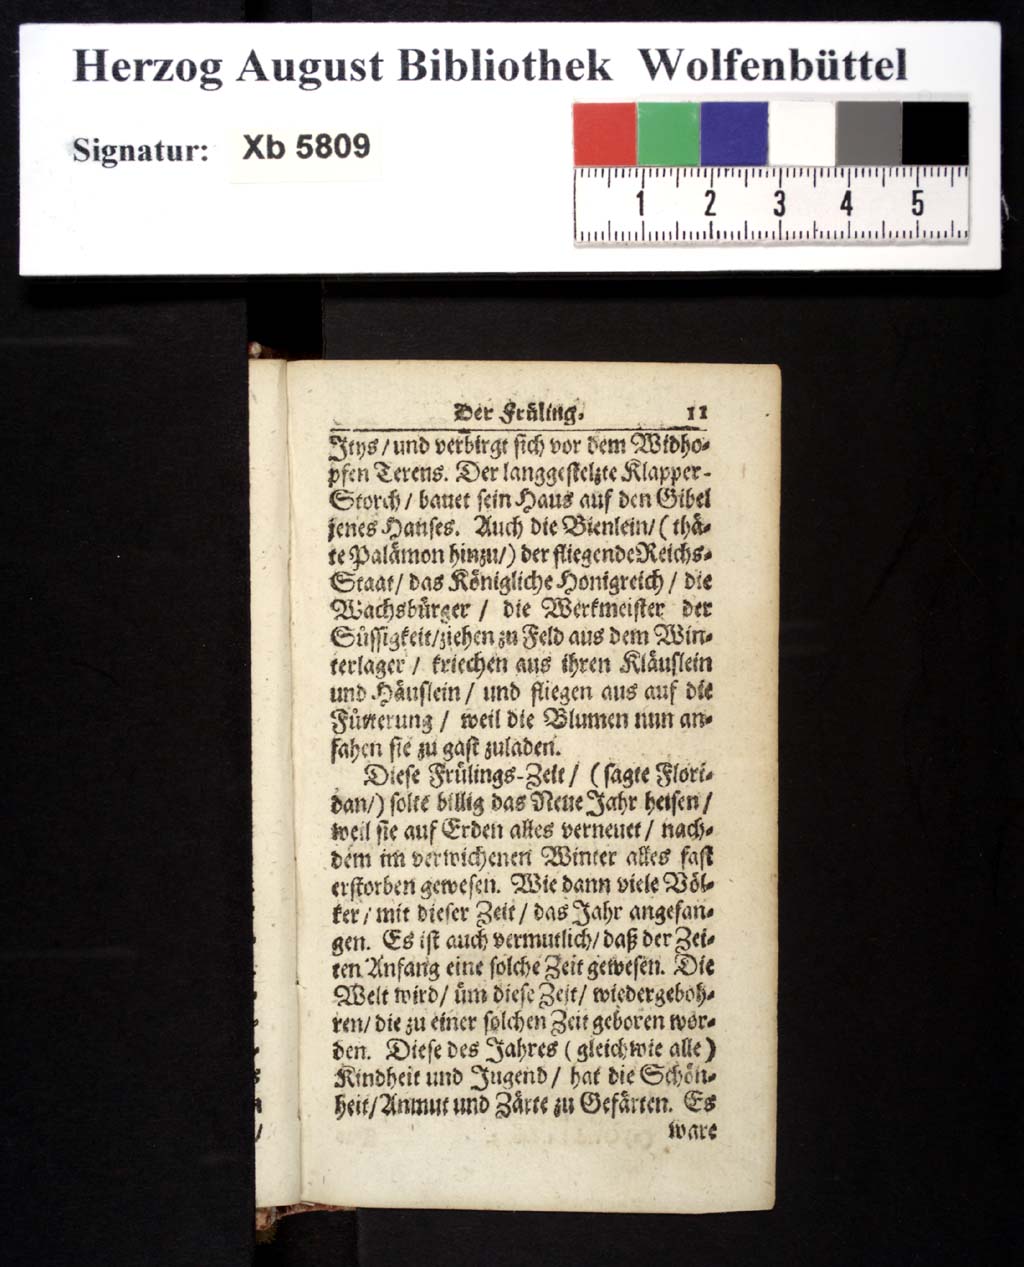 Herzog August Bibliothek Wolfenbüttel
Signatur: Xb 5809
1 2 3 4 5
Der Frůling. 11
Itys / und verbirgt sich vor dem Widho-
pfen Terens. Der langgestelzte Klapper-
Storch / bauet sein Haus auf den Gibel
jenes Hauses. Auch die Bienlein / ( thä-
te Palämon hinzu /) der fliegende Reichs-
Staat / das Königliche Honigreich / die
Wachsbürger / die Werkmeister der
Sůssigkeit / ziehen zu Feld aus dem Win-
terlager / kriechen aus ihren Kläuslein
und Häuslein / und fliegen aus auf die
Fůtterung / weil die Blumen nun an-
fahen sie zu gast zuladen.
Diese Frůlings-Zeit / ( sagte Flori-
dan /) solte billig das Neue Jahr heisen /
weil sie auf Erden alles verneuet / nach-
dem im verwichenen Winter alles fast
erstorben gewesen. Wie dann viele Völ-
ker / mit dieser Zeit / das Jahr angefan-
gen. Es ist auch vermutlich / daß der Zei-
ten Anfang eine solche Zeit gewesen. Die
Welt wird / ům diese Zeit / wiedergeboh-
ren / die zu einer solchen Zeit geboren wor-
den. Diese des Jahres ( gleichwie alle )
Kindheit und Jugend / hat die Schön-
heit / Anmut und Zärte zu Gefärten. Es
ware